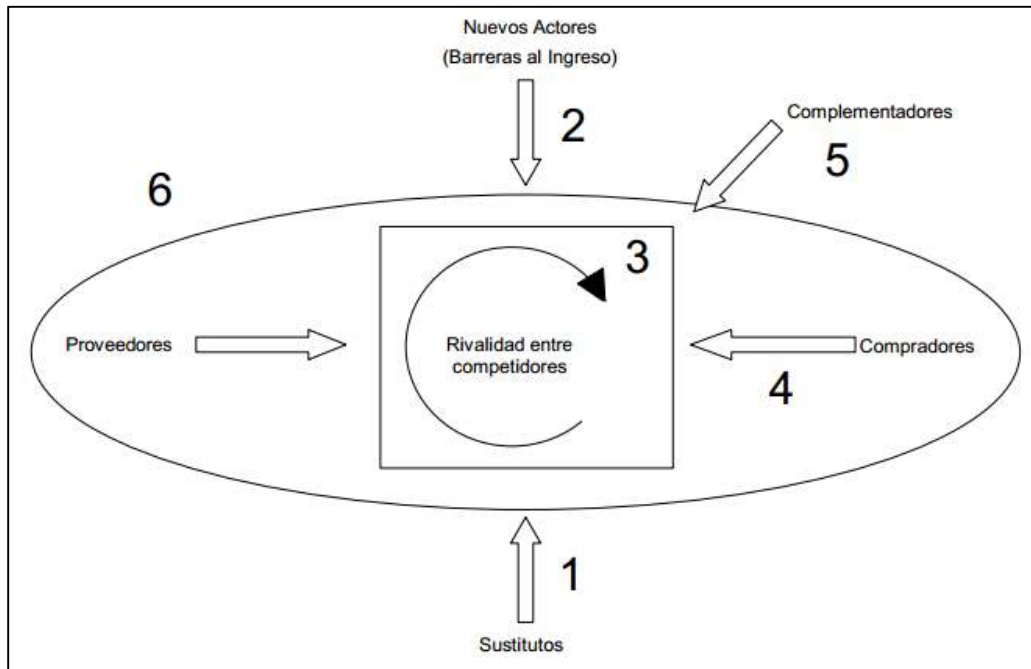 Nuevos Actores
(Barreras al Ingreso)
2
Complementadores
5
6
3
Proveedores
Rivalidad entre
competidores
Compradores
4
1
Sustitutos